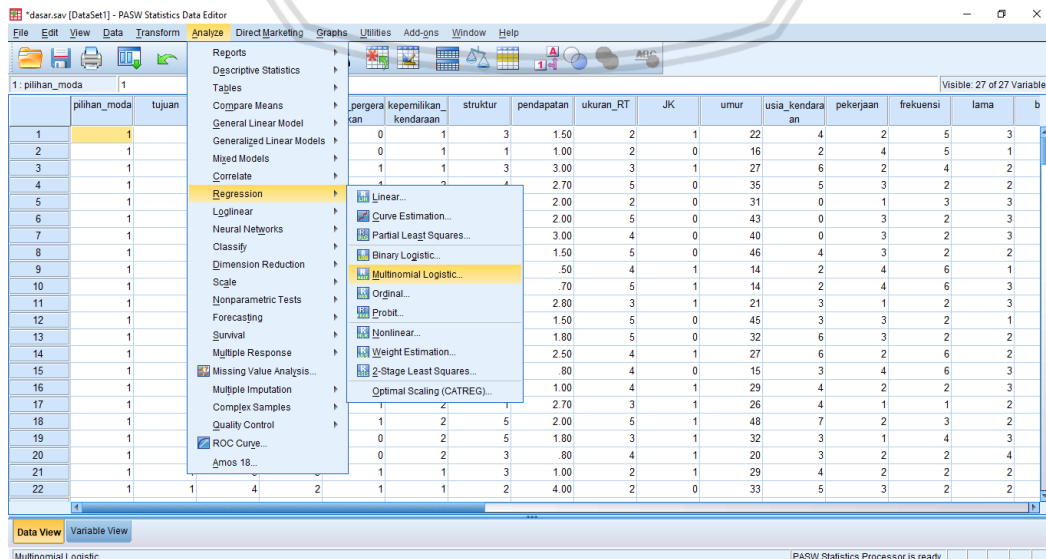 *dasar.sav [DataSet1] - PASW Statistics Data Editor
File Edit View Data Transform Analyze Direct Marketing Graphs Utilities Add-ons Window Help
1 : pilihan_moda 1 Visible: 27 of 27 Variable
pilihan_moda tujuan _pergera kan kepemilikan_ kendaraan struktur pendapatan ukuran_RT JK umur usia_kendara an pekerjaan frekuensi lama b
1 1 0 1 3 1.50 2 1 22 4 2 5 3
2 1 0 1 1 1.00 2 0 16 2 4 5 1
3 1 1 1 3 3.00 3 1 27 6 2 4 2
4 1 2.70 5 0 35 5 3 2 2
5 1 2.00 2 0 31 0 1 3 3
6 1 2.00 5 0 43 0 3 2 3
7 1 3.00 4 0 40 0 3 2 3
8 1 1.50 5 0 46 4 3 2 2
9 1 .50 4 1 14 2 4 6 1
10 1 .70 5 1 14 2 4 6 3
11 1 2.80 3 1 21 3 1 2 3
12 1 1.50 5 0 45 3 3 2 1
13 1 1.80 5 0 32 6 3 2 2
14 1 2.50 4 1 27 6 2 6 2
15 1 .80 4 0 15 3 4 6 3
16 1 1.00 4 1 29 4 2 2 3
17 1 1 2 1 2.70 3 1 26 4 1 1 2
18 1 1 2 5 2.00 5 1 48 7 2 3 2
19 1 0 2 5 1.80 3 1 32 3 1 4 3
20 1 0 2 3 .80 4 1 20 3 2 2 4
21 1 1 1 3 1.00 2 1 29 4 2 2 2
22 1 1 4 2 1 1 2 4.00 2 0 33 5 3 2 2
Reports
Descriptive Statistics
Tables
Compare Means
General Linear Model
Generalized Linear Models
Mixed Models
Correlate
Regression
Loglinear
Neural Networks
Classify
Dimension Reduction
Scale
Nonparametric Tests
Forecasting
Survival
Multiple Response
Missing Value Analysis...
Multiple Imputation
Complex Samples
Quality Control
ROC Curve...
Amos 18...
Linear...
Curve Estimation...
Partial Least Squares...
Binary Logistic...
Multinomial Logistic...
Ordinal...
Probit...
Nonlinear...
Weight Estimation...
2-Stage Least Squares...
Optimal Scaling (CATREG)...
Data View Variable View
Multinomial Logistic... PASW Statistics Processor is ready